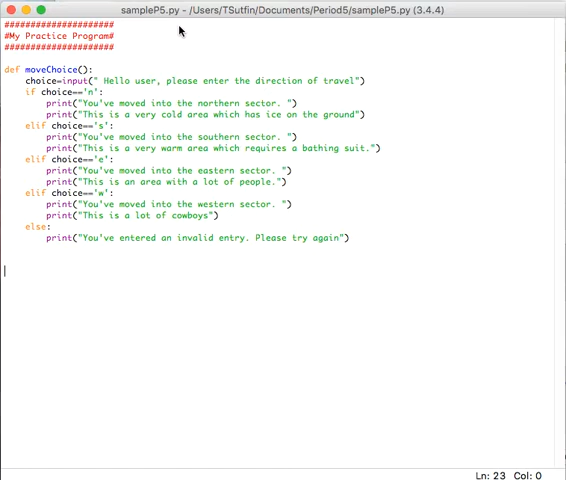 sampleP5.py - /Users/TSutfin/Documents/Period5/sampleP5.py (3.4.4)
#####################
#My Practice Program#
#####################
def moveChoice():
    choice=input(" Hello user, please enter the direction of travel")
    if choice=='n':
        print("You've moved into the northern sector. ")
        print("This is a very cold area which has ice on the ground")
    elif choice=='s':
        print("You've moved into the southern sector. ")
        print("This is a very warm area which requires a bathing suit.")
    elif choice=='e':
        print("You've moved into the eastern sector. ")
        print("This is an area with a lot of people.")
    elif choice=='w':
        print("You've moved into the western sector. ")
        print("This is a lot of cowboys")
    else:
        print("You've entered an invalid entry. Please try again")
Ln: 23 Col: 0